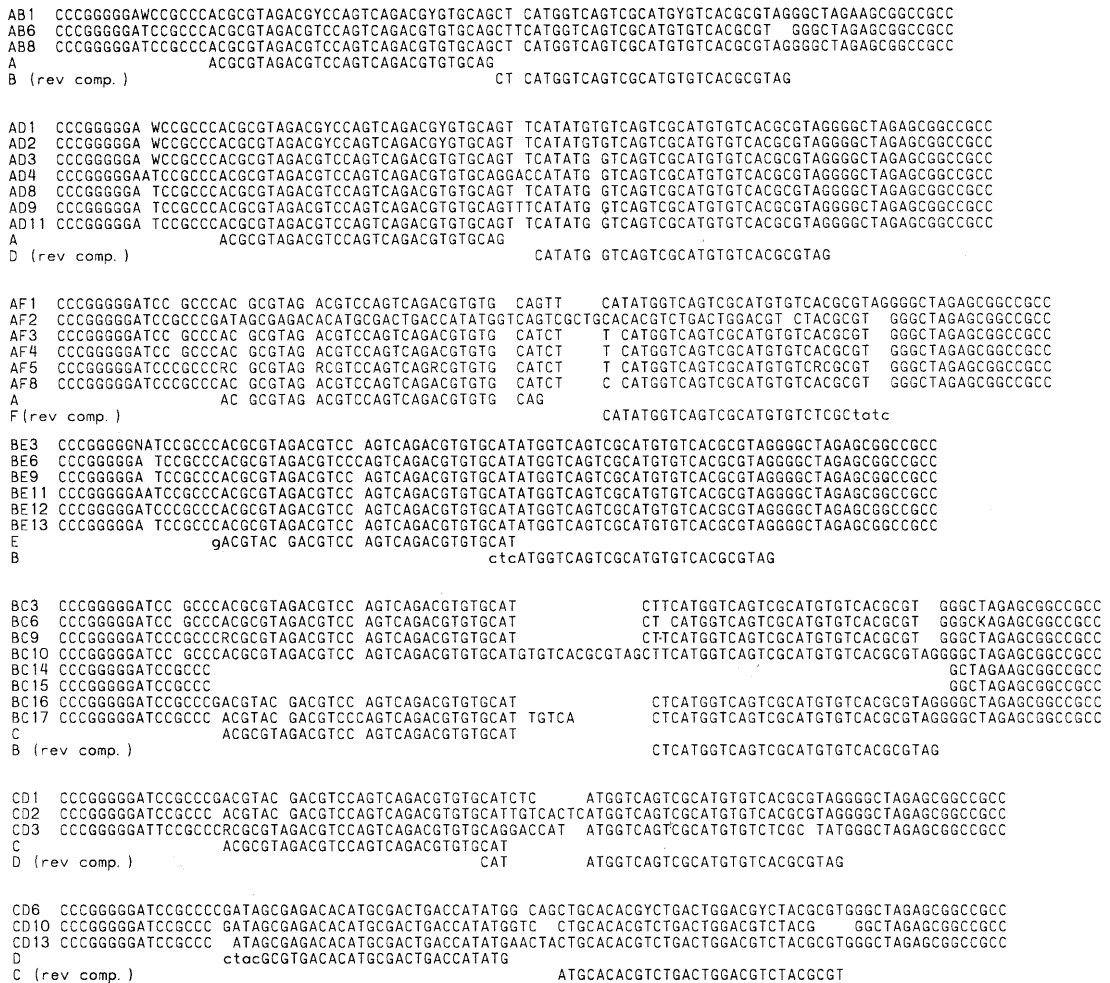 AB1 CCCGGGGGAWCCGCCCACGCGTAGACGYCCAGTCAGACGYGTGCAGCT CATGGTCAGTCGCATGYGTCACGCGTAGGGCTAGAAGCGGCCGCC
AB6 CCCGGGGGATCCGCCCACGCGTAGACGTCCAGTCAGACGTGTGCAGCTTCATGGTCAGTCGCATGTGTCACGCGT GGGCTAGAGCGGCCGCC
AB8 CCCGGGGGATCCGCCCACGCGTAGACGTCCAGTCAGACGTGTGCAGCT CATGGTCAGTCGCATGTGTCACGCGTAGGGGCTAGAGCGGCCGCC
A ACGCGTAGACGTCCAGTCAGACGTGTGCAG
B (rev comp.) CT CATGGTCAGTCGCATGTGTCACGCGTAG
AD1 CCCGGGGGA WCCGCCCACGCGTAGACGYCCAGTCAGACGYGTGCAGT TCATATGTGTCAGTCGCATGTGTCACGCGTAGGGGCTAGAGCGGCCGCC
AD2 CCCGGGGGA WCCGCCCACGCGTAGACGYCCAGTCAGACGYGTGCAGT TCATATGTGTCAGTCGCATGTGTCACGCGTAGGGGCTAGAGCGGCCGCC
AD3 CCCGGGGGA WCCGCCCACGCGTAGACGTCCAGTCAGACGTGTGCAGT TCATATG GTCAGTCGCATGTGTCACGCGTAGGGGCTAGAGCGGCCGCC
AD4 CCCGGGGGAATCCGCCCACGCGTAGACGTCCAGTCAGACGTGTGCAGGACCATATG GTCAGTCGCATGTGTCACGCGTAGGGGCTAGAGCGGCCGCC
AD8 CCCGGGGGA TCCGCCCACGCGTAGACGTCCAGTCAGACGTGTGCAGT TCATATG GTCAGTCGCATGTGTCACGCGTAGGGGCTAGAGCGGCCGCC
AD9 CCCGGGGGA TCCGCCCACGCGTAGACGTCCAGTCAGACGTGTGCAGTTTCATATG GTCAGTCGCATGTGTCACGCGTAGGGGCTAGAGCGGCCGCC
AD11 CCCGGGGGA TCCGCCCACGCGTAGACGTCCAGTCAGACGTGTGCAGT TCATATG GTCAGTCGCATGTGTCACGCGTAGGGGCTAGAGCGGCCGCC
A ACGCGTAGACGTCCAGTCAGACGTGTGCAG
D (rev comp.) CATATG GTCAGTCGCATGTGTCACGCGTAG
AF1 CCCGGGGGATCC GCCCAC GCGTAG ACGTCCAGTCAGACGTGTG CAGTT CATATGGTCAGTCGCATGTGTCACGCGTAGGGGCTAGAGCGGCCGCC
AF2 CCCGGGGGATCCGCCCGATAGCGAGACACATGCGACTGACCATATGGTCAGTCGCTGCACACGTCTGACTGGACGT CTACGCGT GGGCTAGAGCGGCCGCC
AF3 CCCGGGGGATCC GCCCAC GCGTAG ACGTCCAGTCAGACGTGTG CATCT T CATGGTCAGTCGCATGTGTCACGCGT GGGCTAGAGCGGCCGCC
AF4 CCCGGGGGATCC GCCCAC GCGTAG ACGTCCAGTCAGACGTGTG CATCT T CATGGTCAGTCGCATGTGTCACGCGT GGGCTAGAGCGGCCGCC
AF5 CCCGGGGGATCCCGCCCRC GCGTAG RCGTCCAGTCAGRCGTGTG CATCT T CATGGTCAGTCGCATGTGTCRCGCGT GGGCTAGAGCGGCCGCC
AF8 CCCGGGGGATCC GCCCAC GCGTAG ACGTCCAGTCAGACGTGTG CATCT C CATGGTCAGTCGCATGTGTCACGCGT GGGCTAGAGCGGCCGCC
A AC GCGTAG ACGTCCAGTCAGACGTGTG CAG
F(rev comp.) CATATGGTCAGTCGCATGTGTCTCGCtatc
BE3 CCCGGGGGNATCCGCCCACGCGTAGACGTCC AGTCAGACGTGTGCATATGGTCAGTCGCATGTGTCACGCGTAGGGGCTAGAGCGGCCGCC
BE6 CCCGGGGGA TCCGCCCACGCGTAGACGTCCCAGTCAGACGTGTGCATATGGTCAGTCGCATGTGTCACGCGTAGGGGCTAGAGCGGCCGCC
BE9 CCCGGGGGA TCCGCCCACGCGTAGACGTCC AGTCAGACGTGTGCATATGGTCAGTCGCATGTGTCACGCGTAGGGGCTAGAGCGGCCGCC
BE11 CCCGGGGGAATCCGCCCACGCGTAGACGTCC AGTCAGACGTGTGCATATGGTCAGTCGCATGTGTCACGCGTAGGGGCTAGAGCGGCCGCC
BE12 CCCGGGGGATCCCGCCCACGCGTAGACGTCC AGTCAGACGTGTGCATATGGTCAGTCGCATGTGTCACGCGTAGGGGCTAGAGCGGCCGCC
BE13 CCCGGGGGA TCCGCCCACGCGTAGACGTCC AGTCAGACGTGTGCATATGGTCAGTCGCATGTGTCACGCGTAGGGGCTAGAGCGGCCGCC
E gACGTAC GACGTCC AGTCAGACGTGTGCAT
B ctcATGGTCAGTCGCATGTGTCACGCGTAG
BC3 CCCGGGGGATCC GCCCACGCGTAGACGTCC AGTCAGACGTGTGCAT CTTCATGGTCAGTCGCATGTGTCACGCGT GGGCTAGAGCGGCCGCC
BC6 CCCGGGGGATCC GCCCACGCGTAGACGTCC AGTCAGACGTGTGCAT CT CATGGTCAGTCGCATGTGTCACGCGT GGGCKAGAGCGGCCGCC
BC9 CCCGGGGGATCCCGCCCRCGCGTAGACGTCC AGTCAGACGTGTGCAT CTTCATGGTCAGTCGCATGTGTCACGCGT GGGCTAGAGCGGCCGCC
BC10 CCCGGGGGATCC GCCCACGCGTAGACGTCC AGTCAGACGTGTGCATGTGTCACGCGTAGCTTCATGGTCAGTCGCATGTGTCACGCGTAGGGGCTAGAGCGGCCGCC
BC14 CCCGGGGGATCCGCCC GCTAGAAGCGGCCGCC
BC15 CCCGGGGGATCCGCCC GGCTAGAGCGGCCGCC
BC16 CCCGGGGGATCCGCCCGACGTAC GACGTCC AGTCAGACGTGTGCAT CTCATGGTCAGTCGCATGTGTCACGCGTAGGGGCTAGAGCGGCCGCC
BC17 CCCGGGGGATCCGCCC ACGTAC GACGTCCCAGTCAGACGTGTGCAT TGTCA CTCATGGTCAGTCGCATGTGTCACGCGTAGGGGCTAGAGCGGCCGCC
C ACGCGTAGACGTCC AGTCAGACGTGTGCAT
B (rev comp.) CTCATGGTCAGTCGCATGTGTCACGCGTAG
CD1 CCCGGGGGATCCGCCCGACGTAC GACGTCCAGTCAGACGTGTGCATCTC ATGGTCAGTCGCATGTGTCACGCGTAGGGGCTAGAGCGGCCGCC
CD2 CCCGGGGGATCCGCCC ACGTAC GACGTCCAGTCAGACGTGTGCATTGTCACTCATGGTCAGTCGCATGTGTCACGCGTAGGGGCTAGAGCGGCCGCC
CD3 CCCGGGGGATTCCGCCCRCGCGTAGACGTCCAGTCAGACGTGTGCAGGACCAT ATGGTCAGTCGCATGTGTCTCGC TATGGGCTAGAGCGGCCGCC
C ACGCGTAGACGTCCAGTCAGACGTGTGCAT
D (rev comp.) CAT ATGGTCAGTCGCATGTGTCACGCGTAG
CD6 CCCGGGGGATCCGCCCCGATAGCGAGACACATGCGACTGACCATATGG CAGCTGCACACGYCTGACTGGACGYCTACGCGTGGGCTAGAGCGGCCGCC
CD10 CCCGGGGGATCCGCCC GATAGCGAGACACATGCGACTGACCATATGGTC CTGCACACGTCTGACTGGACGTCTACG GGCTAGAGCGGCCGCC
CD13 CCCGGGGGATCCGCCC ATAGCGAGACACATGCGACTGACCATATGAACTACTGCACACGTCTGACTGGACGTCTACGCGTGGGCTAGAGCGGCCGCC
D ctacGCGTGACACATGCGACTGACCATATG
C (rev comp.) ATGCACACGTCTGACTGGACGTCTACGCGT